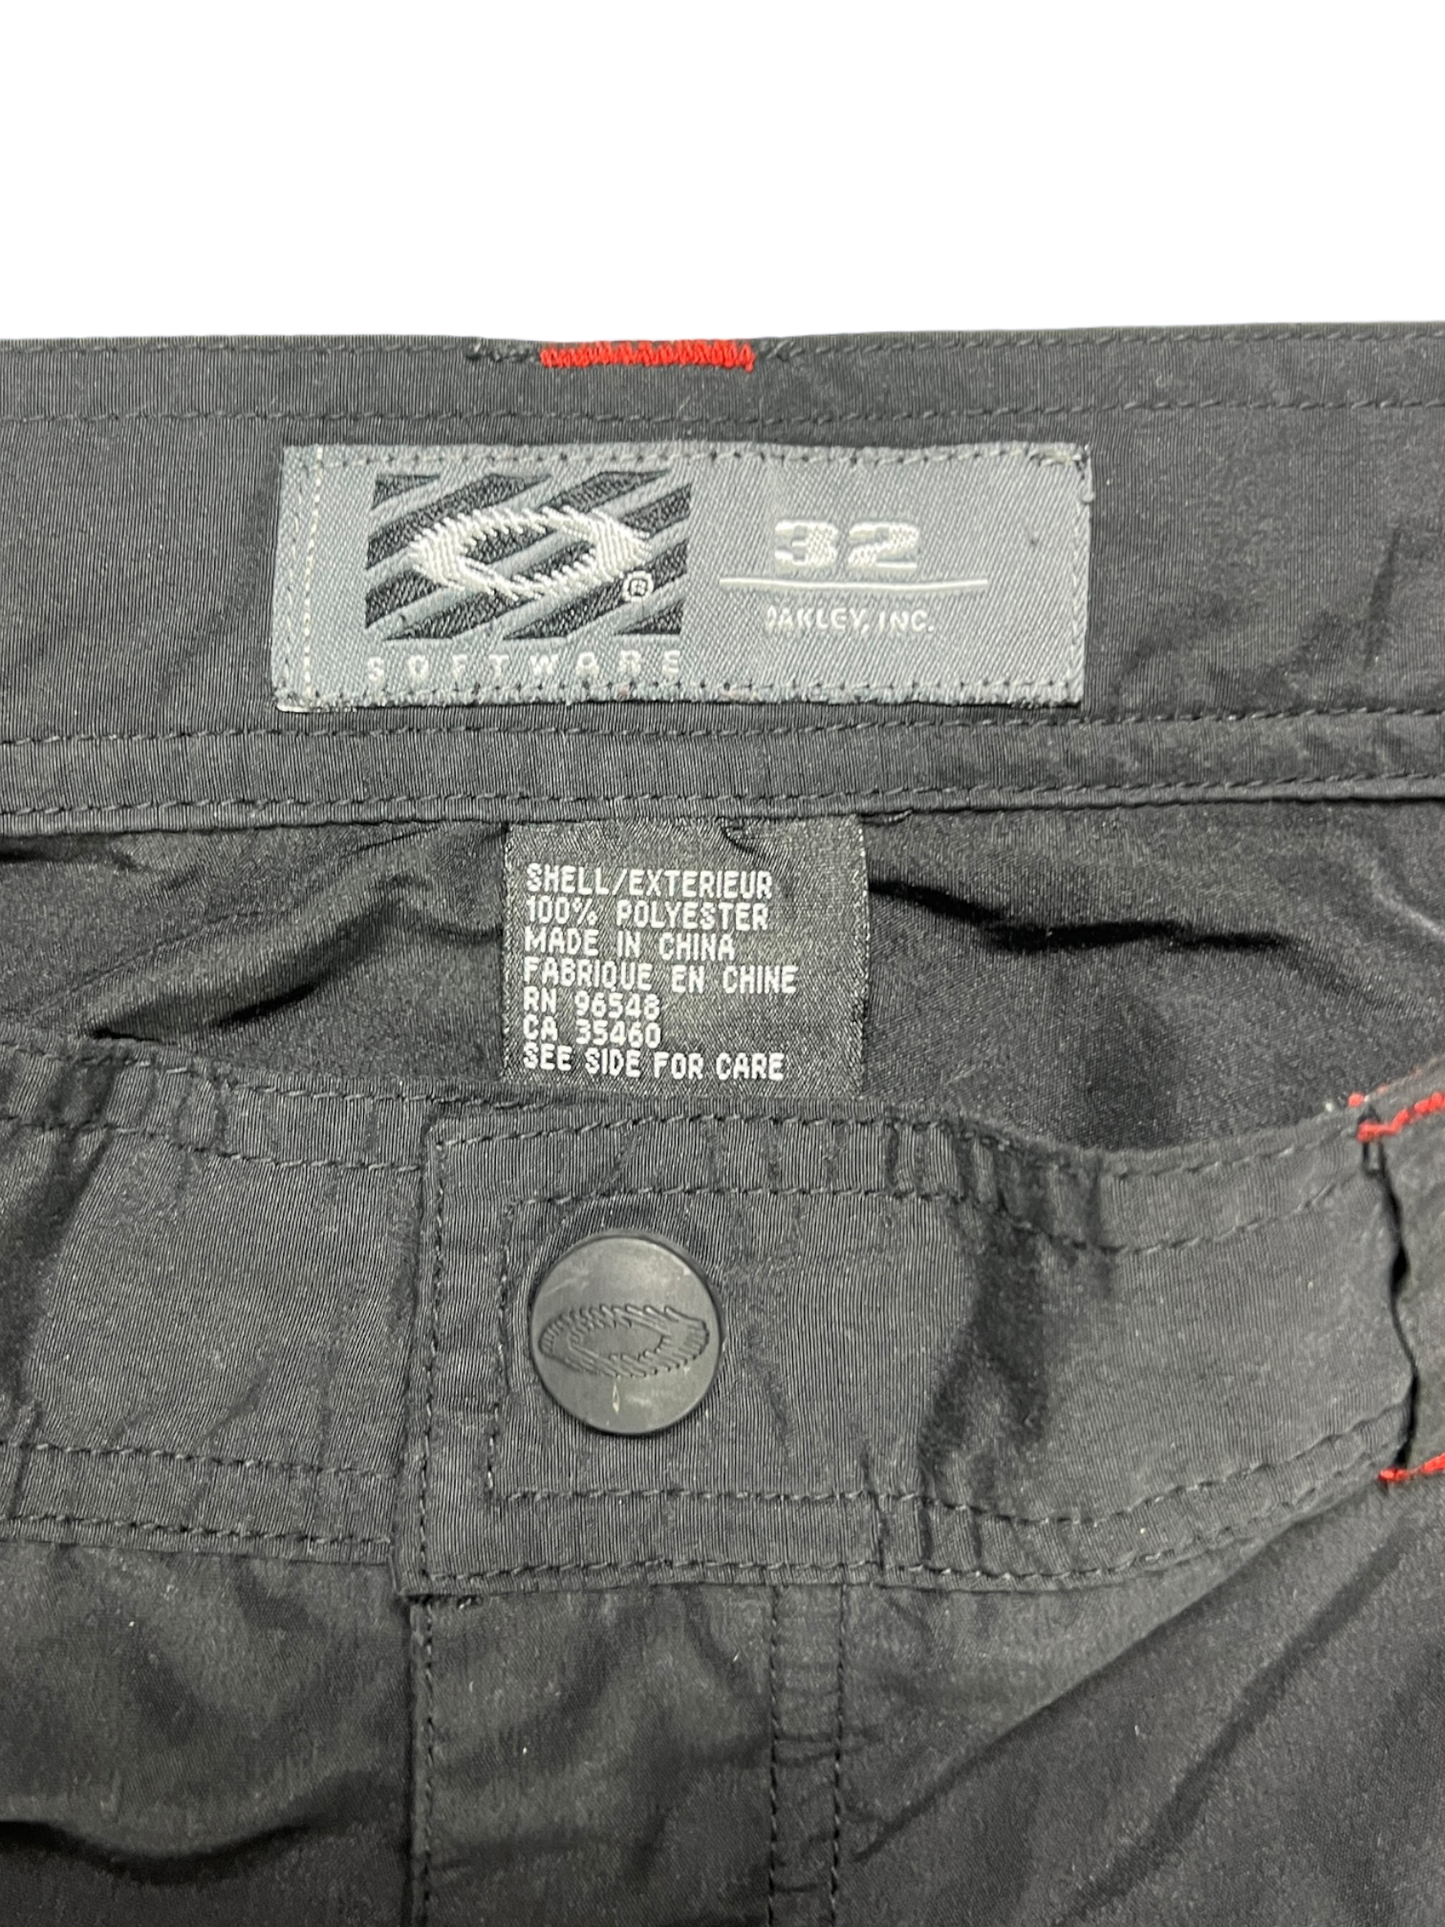 32
OAKLEY, INC.
®
SOFTWARE
SHELL/EXTERIEUR
100% POLYESTER
MADE IN CHINA
FABRIQUE EN CHINE
RN 96548
CA 35460
SEE SIDE FOR CARE